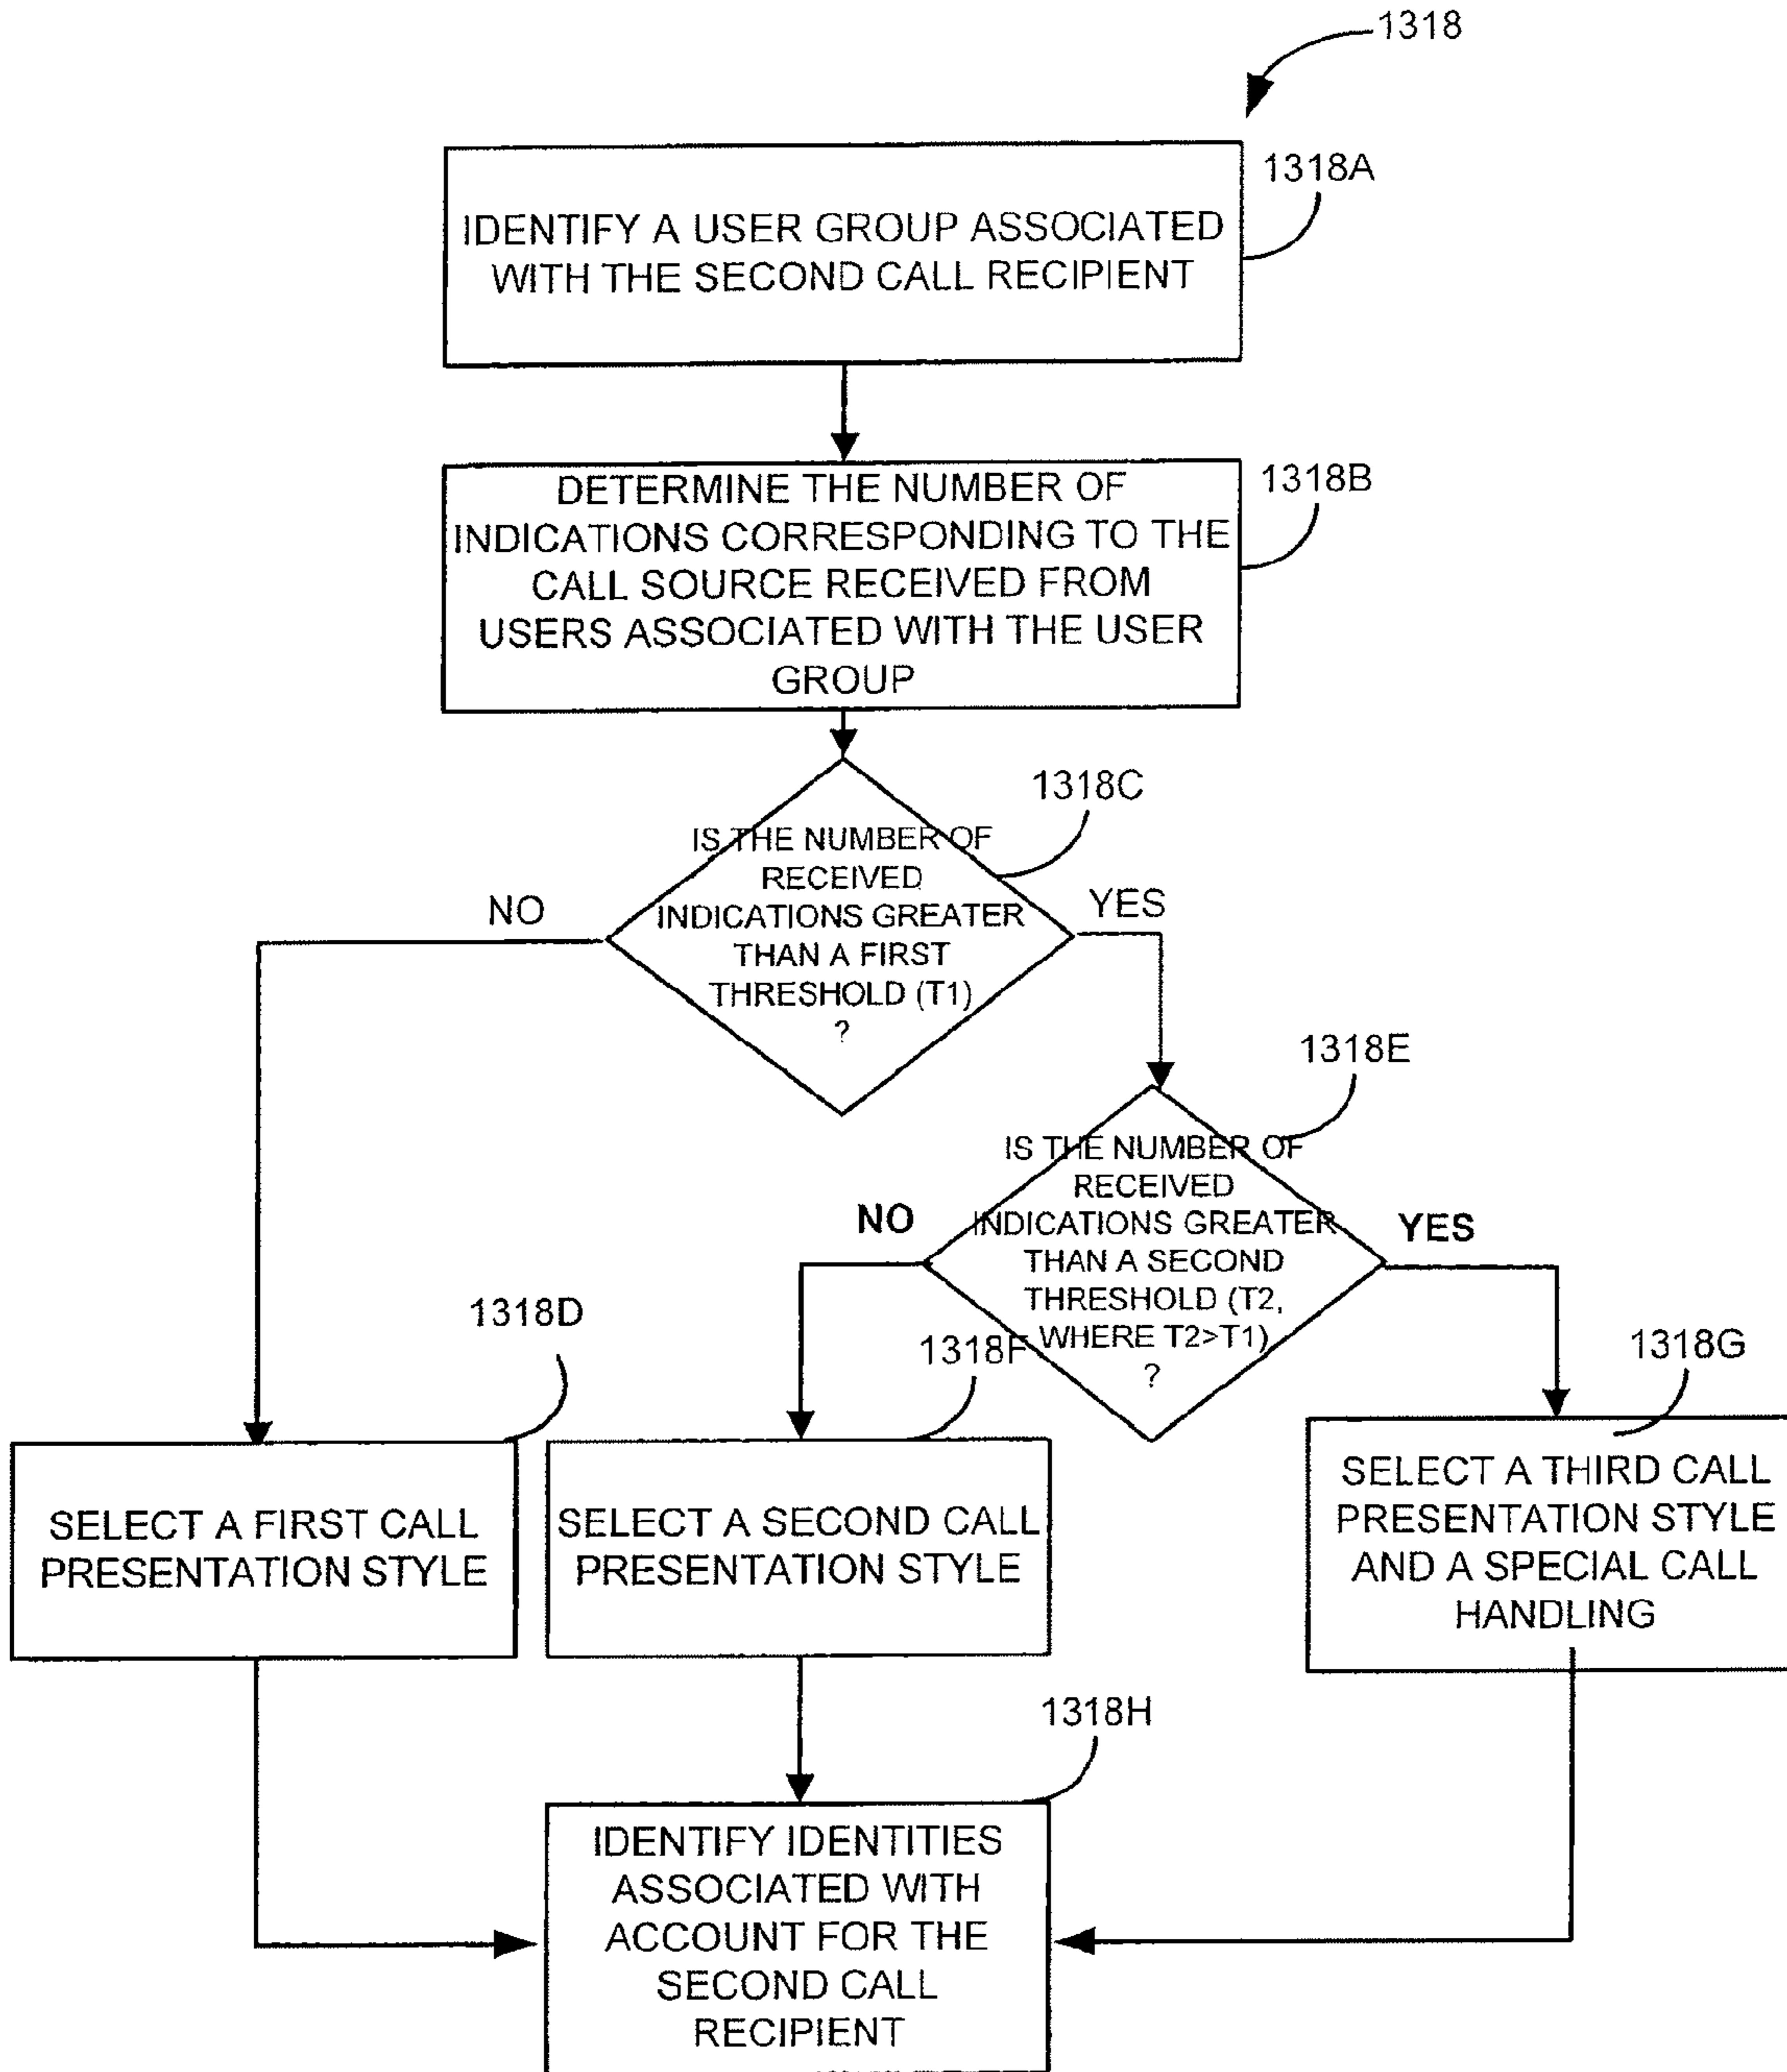 1318
1318A
IDENTIFY A USER GROUP ASSOCIATED
WITH THE SECOND CALL RECIPIENT
1318B
DETERMINE THE NUMBER OF
INDICATIONS CORRESPONDING TO THE
CALL SOURCE RECEIVED FROM
USERS ASSOCIATED WITH THE USER
GROUP
1318C
IS THE NUMBER OF
RECEIVED
INDICATIONS GREATER
THAN A FIRST
THRESHOLD (T1)
?
NO
YES
1318E
IS THE NUMBER OF
RECEIVED
INDICATIONS GREATER
THAN A SECOND
THRESHOLD (T2,
WHERE T2>T1)
?
NO
YES
1318D
SELECT A FIRST CALL
PRESENTATION STYLE
1318F
SELECT A SECOND CALL
PRESENTATION STYLE
1318G
SELECT A THIRD CALL
PRESENTATION STYLE
AND A SPECIAL CALL
HANDLING
1318H
IDENTIFY IDENTITIES
ASSOCIATED WITH
ACCOUNT FOR THE
SECOND CALL
RECIPIENT